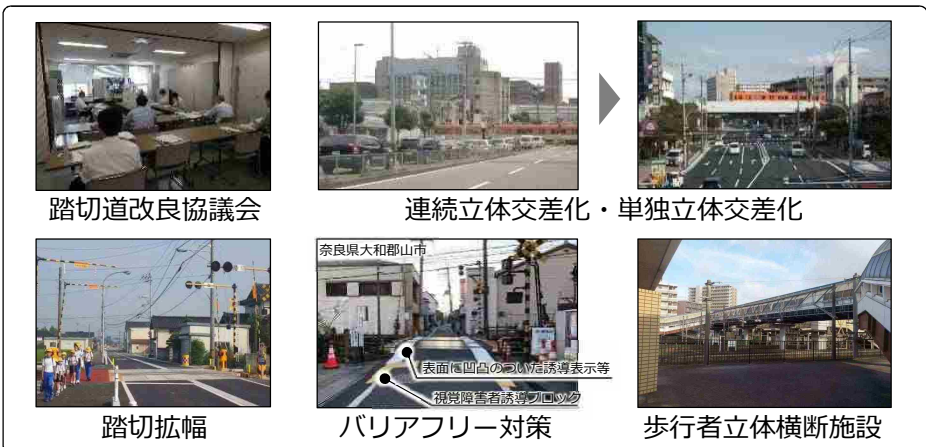 踏切道改良協議会
連続立体交差化・単独立体交差化
奈良県大和郡山市
表面に凹凸のついた誘導表示等
視覚障害者誘導ブロック
踏切拡幅
バリアフリー対策
歩行者立体横断施設